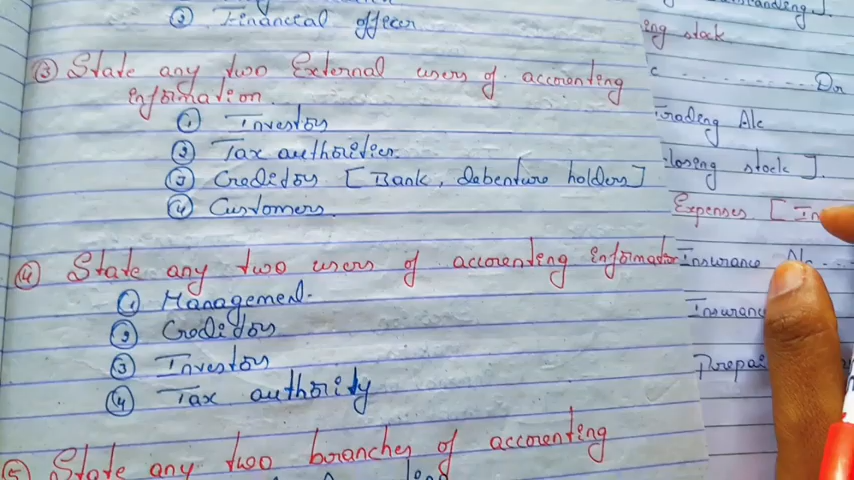 ② Financial officer
③ State any two External users of accounting
information.
① Investors
② Tax authorities.
③ Creditors [Bank, debenture holders]
④ Customers.
④ State any two users of accounting information
① Management.
② Creditors
③ Investors
④ Tax authority
⑤ State any two branches of accounting
ing stock
Dr
Trading A/c
closing stock ].
Expenses [
Insurance A/c